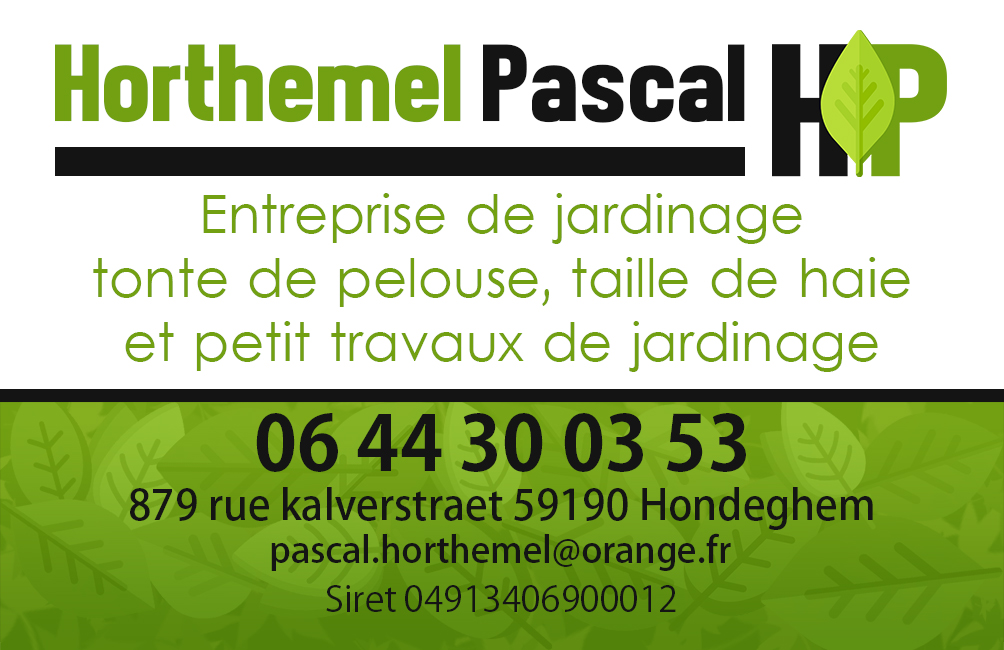 Horthemel Pascal HP
Entreprise de jardinage
tonte de pelouse, taille de haie
et petit travaux de jardinage
06 44 30 03 53
879 rue kalverstraet 59190 Hondeghem
pascal.horthemel@orange.fr
Siret 04913406900012